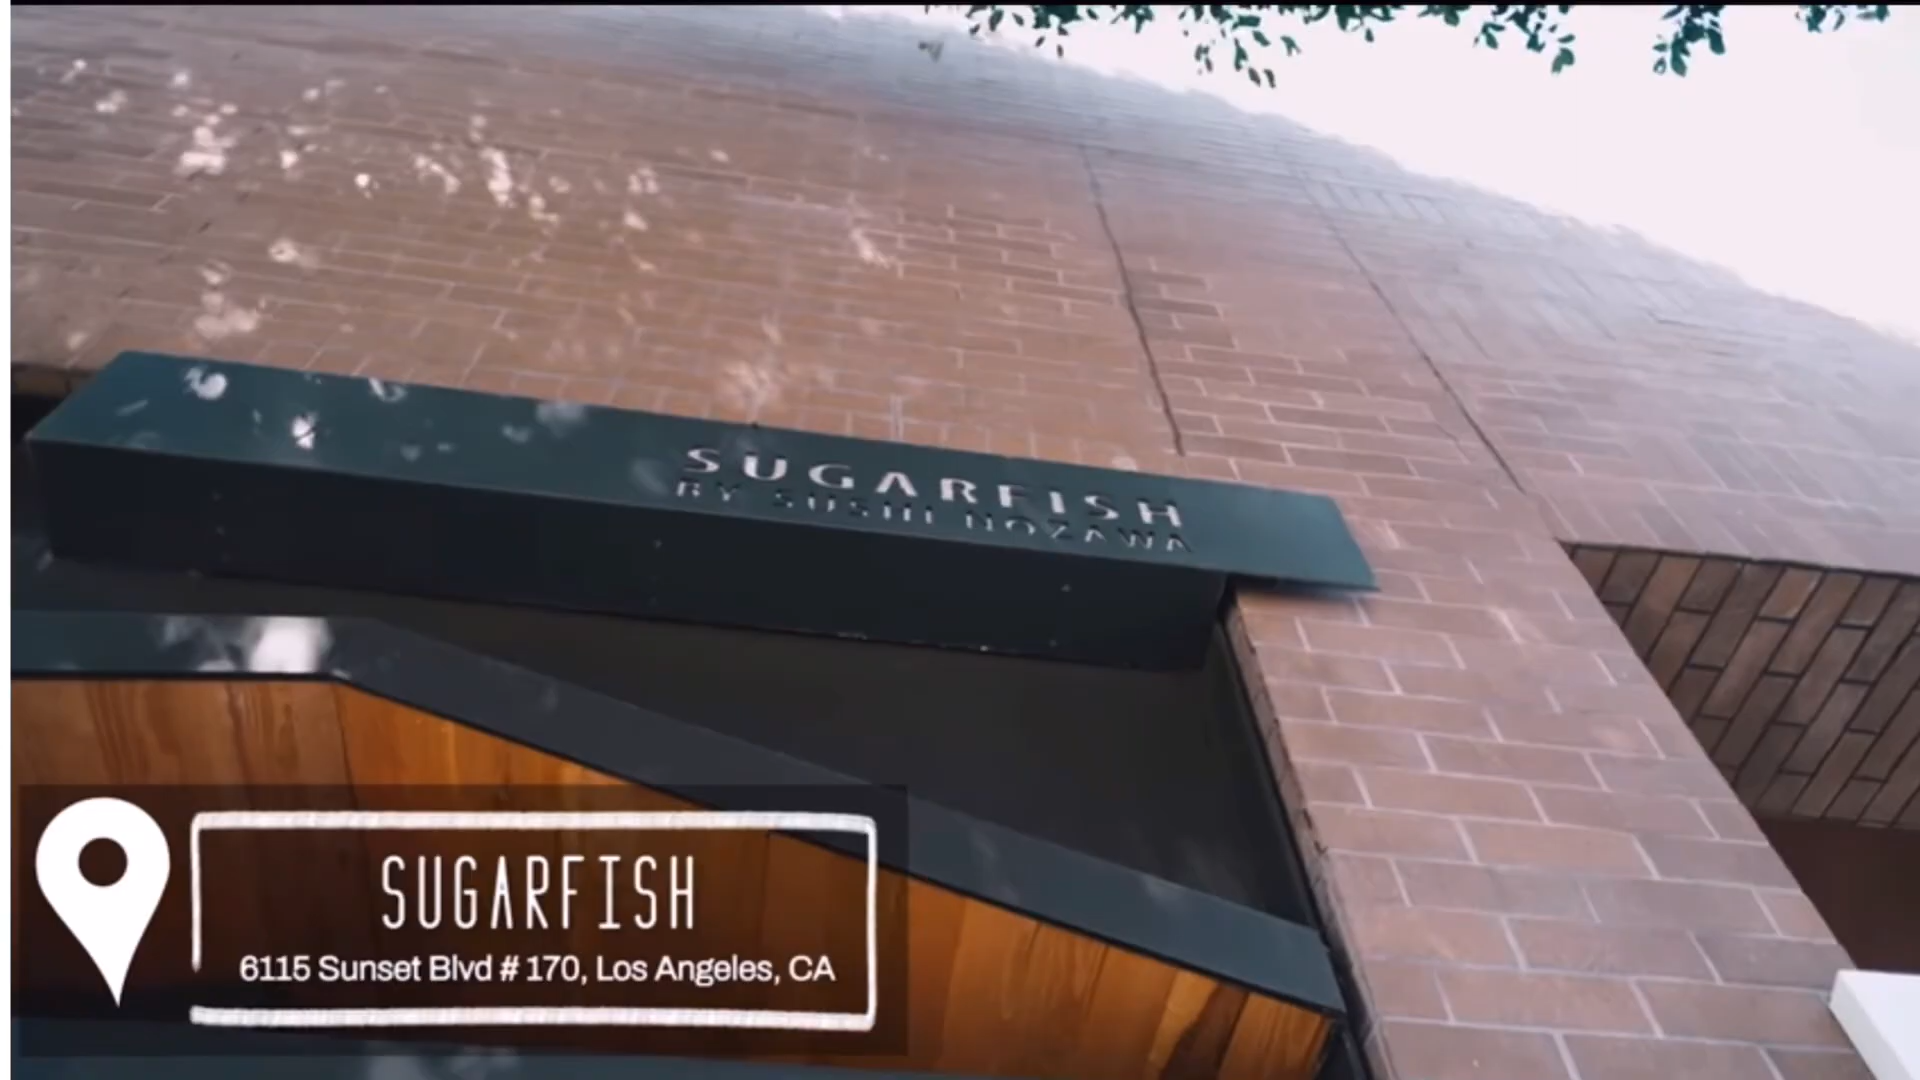 SUGARFISH
BY SUSHI NOZAWA
SUGARFISH
6115 Sunset Blvd # 170, Los Angeles, CA